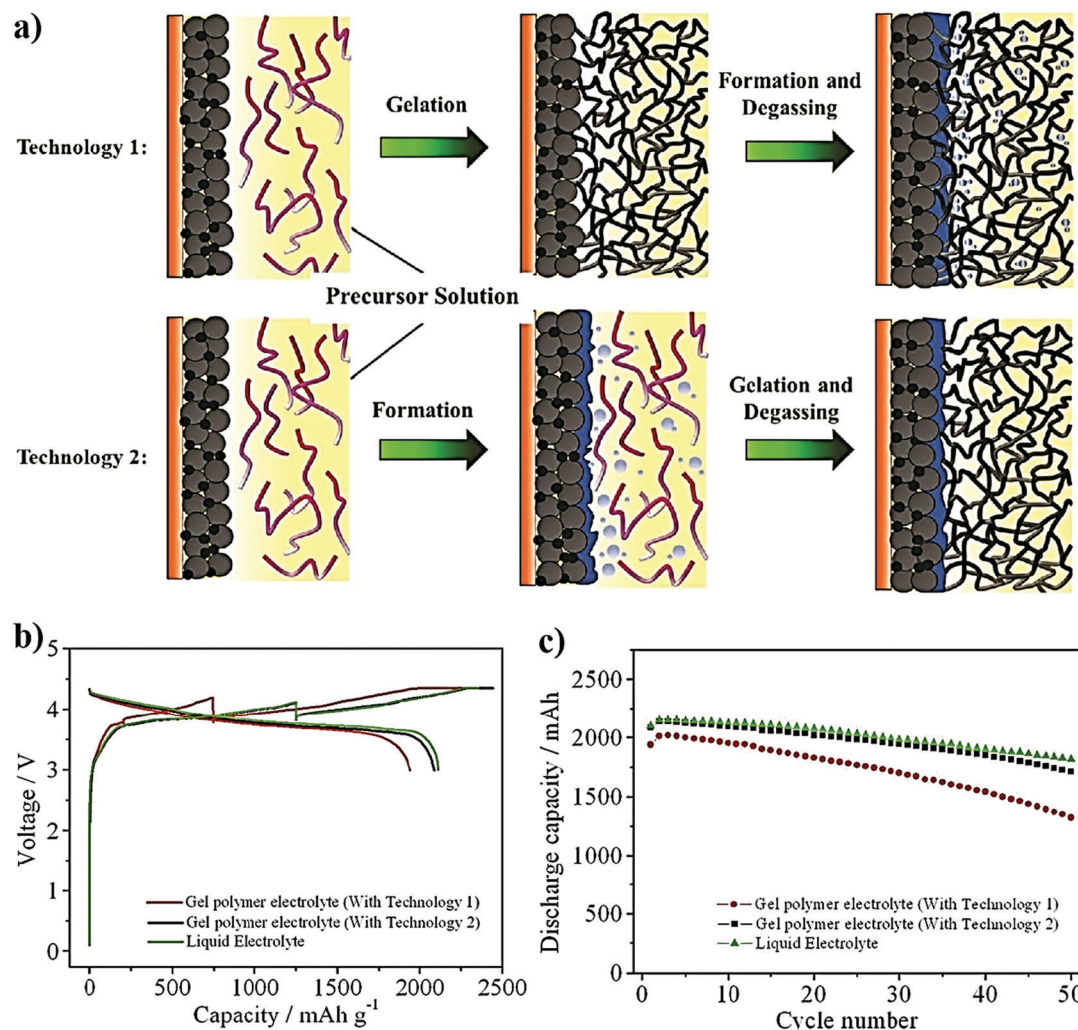 a)
Gelation
Formation and
Degassing
Technology 1:
Precursor Solution
Formation
Gelation and
Degassing
Technology 2:
b)
5
4
3
2
1
0
Voltage / V
Gel polymer electrolyte (With Technology 1)
Gel polymer electrolyte (With Technology 2)
Liquid Electrolyte
0 500 1000 1500 2000 2500
Capacity / mAh g⁻¹
c)
2500
2000
1500
1000
500
0
Discharge capacity / mAh
Gel polymer electrolyte (With Technology 1)
Gel polymer electrolyte (With Technology 2)
Liquid Electrolyte
0 10 20 30 40 50
Cycle number